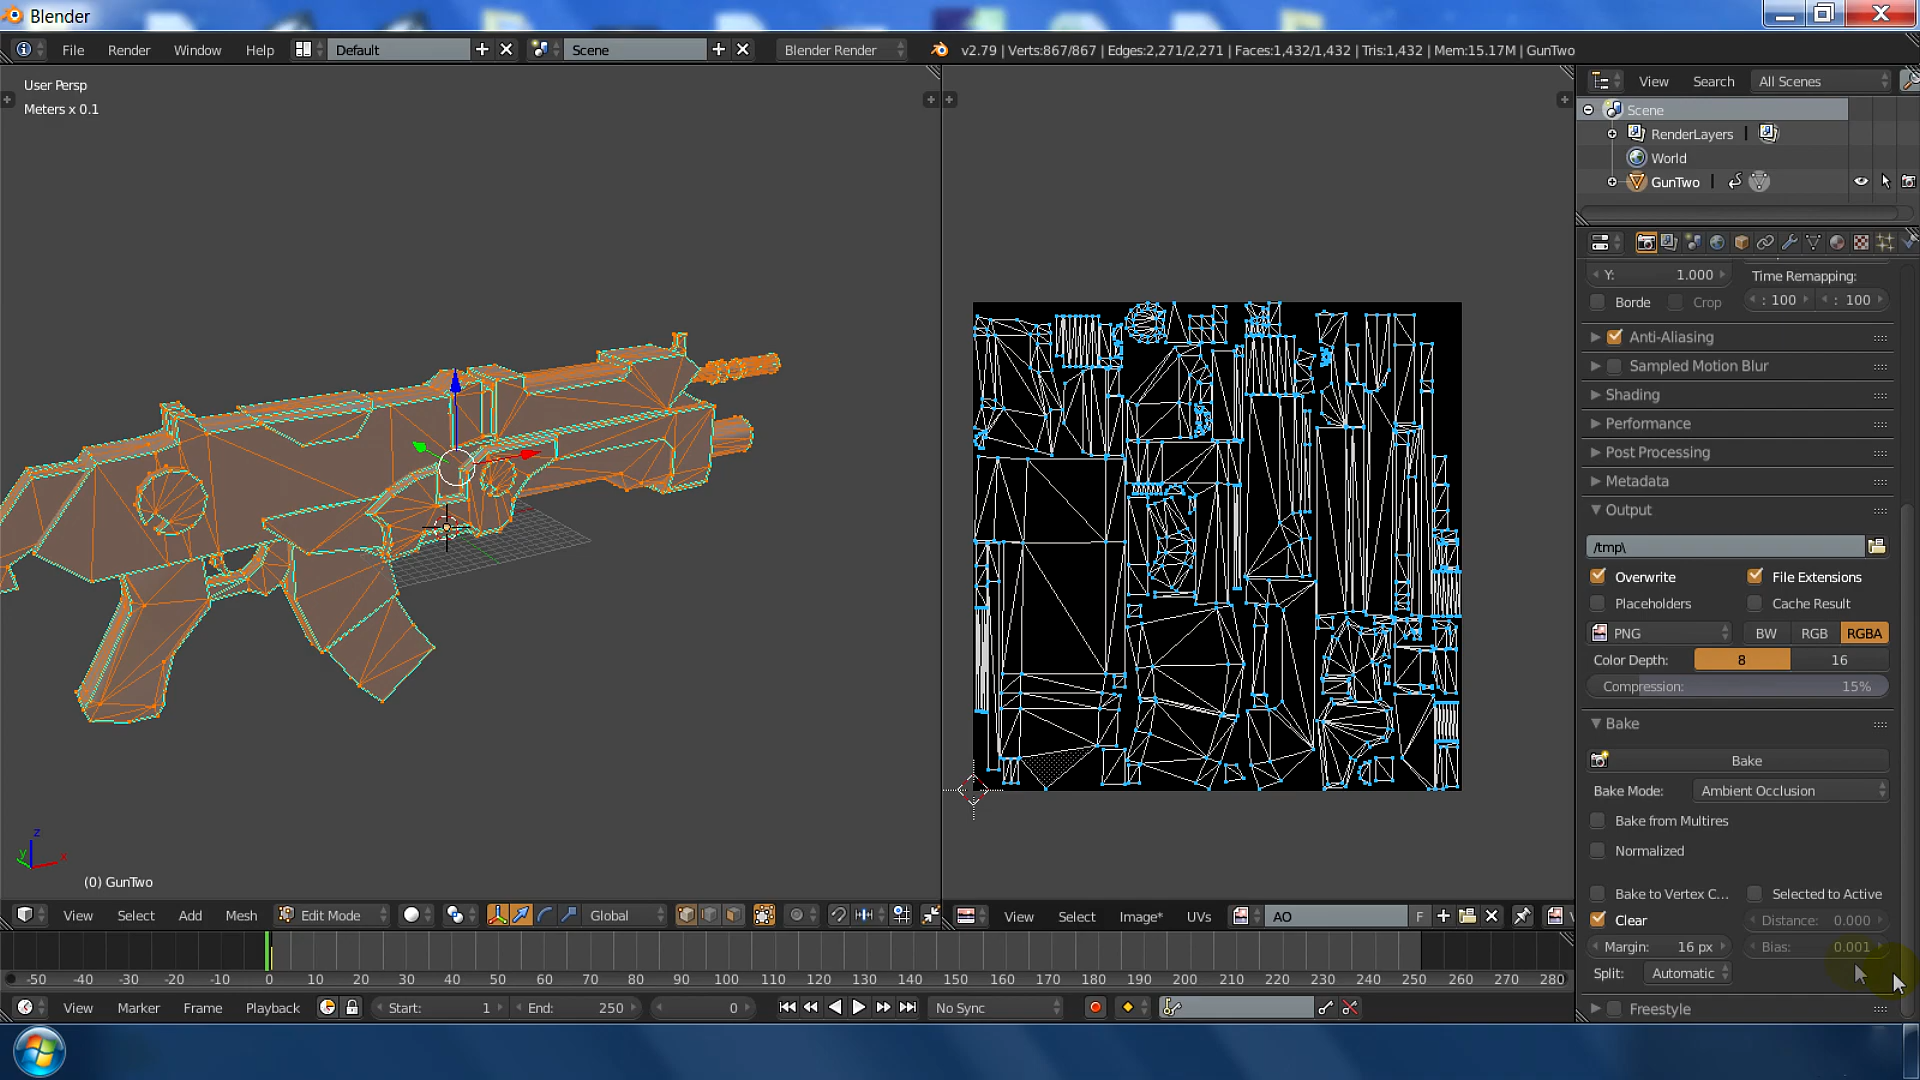 Blender
File Render Window Help Default Scene Blender Render v2.79 | Verts:867/867 | Edges:2,271/2,271 | Faces:1,432/1,432 | Tris:1,432 | Mem:15.17M | GunTwo
User Persp
Meters x 0.1
View Search All Scenes
Scene
RenderLayers |
World
GunTwo |
Y: 1.000 Time Remapping:
Borde Crop : 100 : 100
Anti-Aliasing
Sampled Motion Blur
Shading
Performance
Post Processing
Metadata
Output
/tmp\
Overwrite File Extensions
Placeholders Cache Result
PNG BW RGB RGBA
Color Depth: 8 16
Compression: 15%
Bake
Bake
Bake Mode: Ambient Occlusion
Bake from Multires
Normalized
Bake to Vertex C... Selected to Active
Clear Distance: 0.000
Margin: 16 px Bias: 0.001
Split: Automatic
Freestyle
z
y x
(0) GunTwo
View Select Add Mesh Edit Mode Global
View Select Image* UVs AO F
-50 -40 -30 -20 -10 0 10 20 30 40 50 60 70 80 90 100 110 120 130 140 150 160 170 180 190 200 210 220 230 240 250 260 270 280
View Marker Frame Playback Start: 1 End: 250 0 No Sync